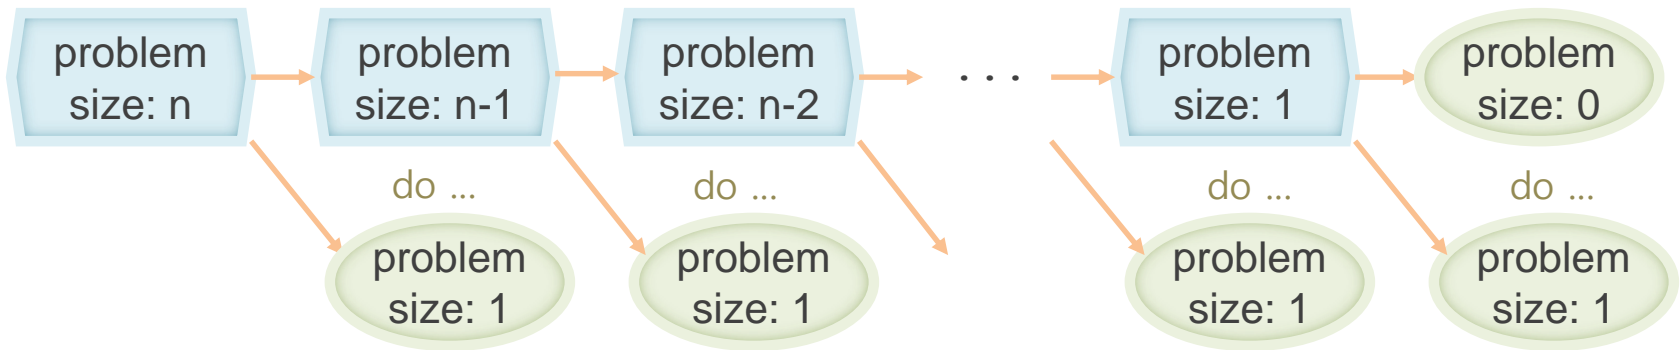 problem
size: n
problem
size: n-1
problem
size: n-2
. . .
problem
size: 1
problem
size: 0
do ...
do ...
do ...
do ...
problem
size: 1
problem
size: 1
problem
size: 1
problem
size: 1